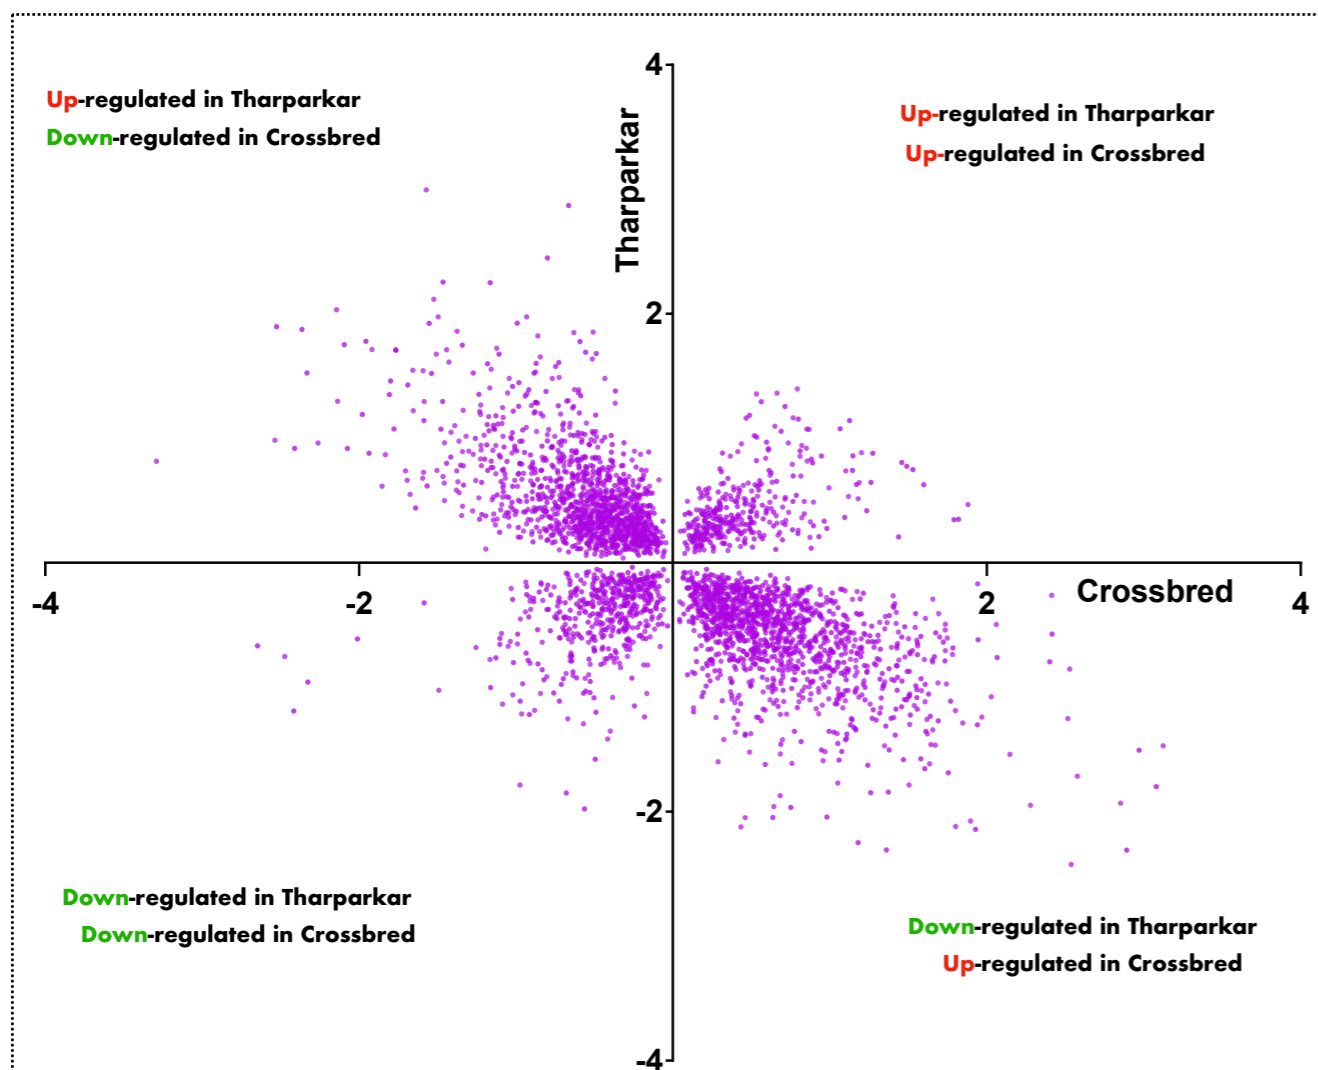 4
Up-regulated in Tharparkar
Down-regulated in Crossbred
Up-regulated in Tharparkar
Up-regulated in Crossbred
Tharparkar
2
-4
-2
2
Crossbred
4
-2
Down-regulated in Tharparkar
Down-regulated in Crossbred
Down-regulated in Tharparkar
Up-regulated in Crossbred
-4